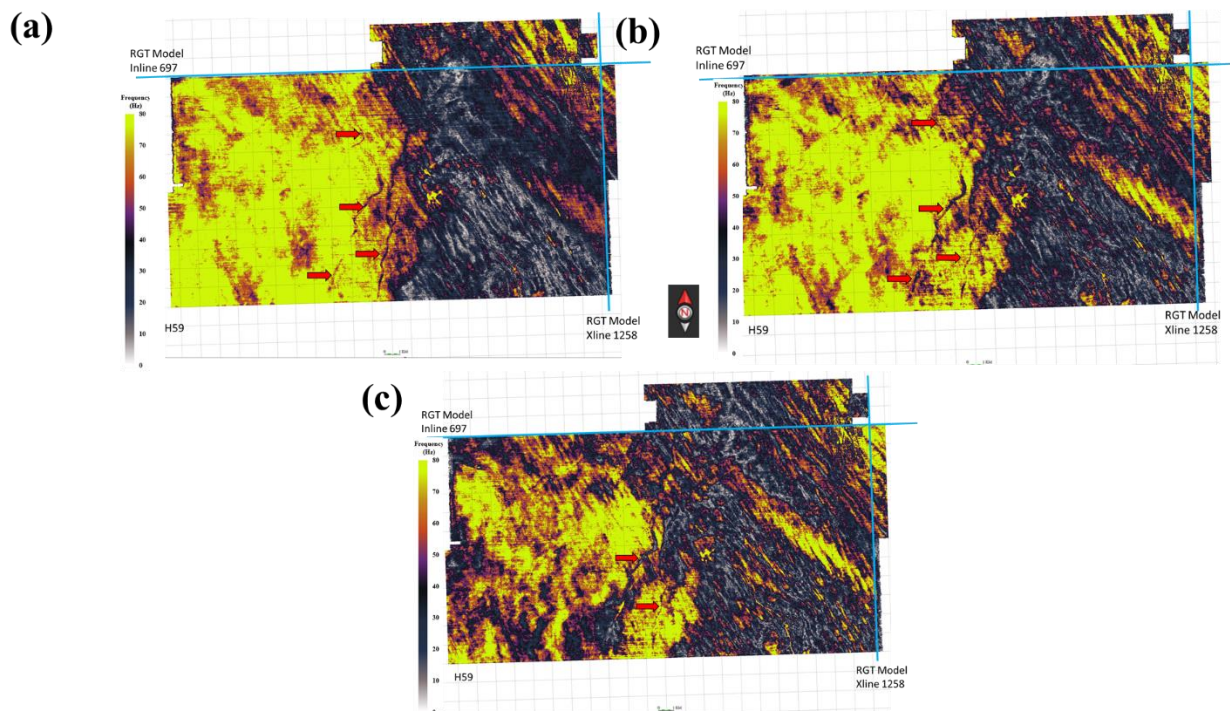 (a)
RGT Model
Inline 697
Frequency
(Hz)
80
70
60
50
40
30
20
10
0
H59
RGT Model
Xline 1258
(b)
RGT Model
Inline 697
Frequency
(Hz)
80
70
60
50
40
30
20
10
0
N
H59
RGT Model
Xline 1258
(c)
RGT Model
Inline 697
Frequency
(Hz)
80
70
60
50
40
30
20
10
H59
RGT Model
Xline 1258